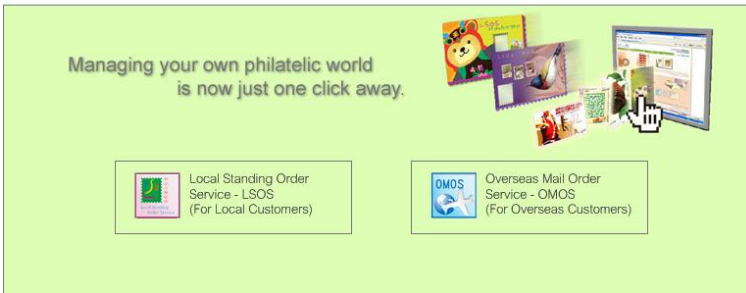 Managing your own philatelic world
is now just one click away.
Local Standing Order
Service - LSOS
(For Local Customers)
OMOS
Overseas Mail Order
Service - OMOS
(For Overseas Customers)